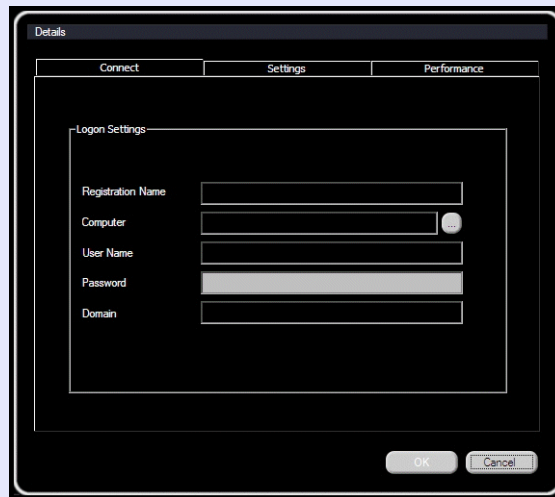 Details
Connect Settings Performance
Logon Settings
Registration Name
Computer ...
User Name
Password
Domain
OK Cancel